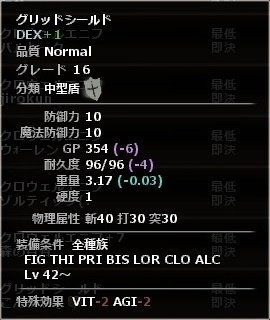 グリッドシールド
DEX+1
品質 Normal
グレード 16
分類 中型盾
防御力 10
魔法防御力 10
GP 354 (-6)
耐久度 96/96 (-4)
重量 3.17 (-0.03)
硬度 1
物理属性 斬40 打30 突30
装備条件 全種族
FIG THI PRI BIS LOR CLO ALC
Lv 42～
特殊効果 VIT-2 AGI-2